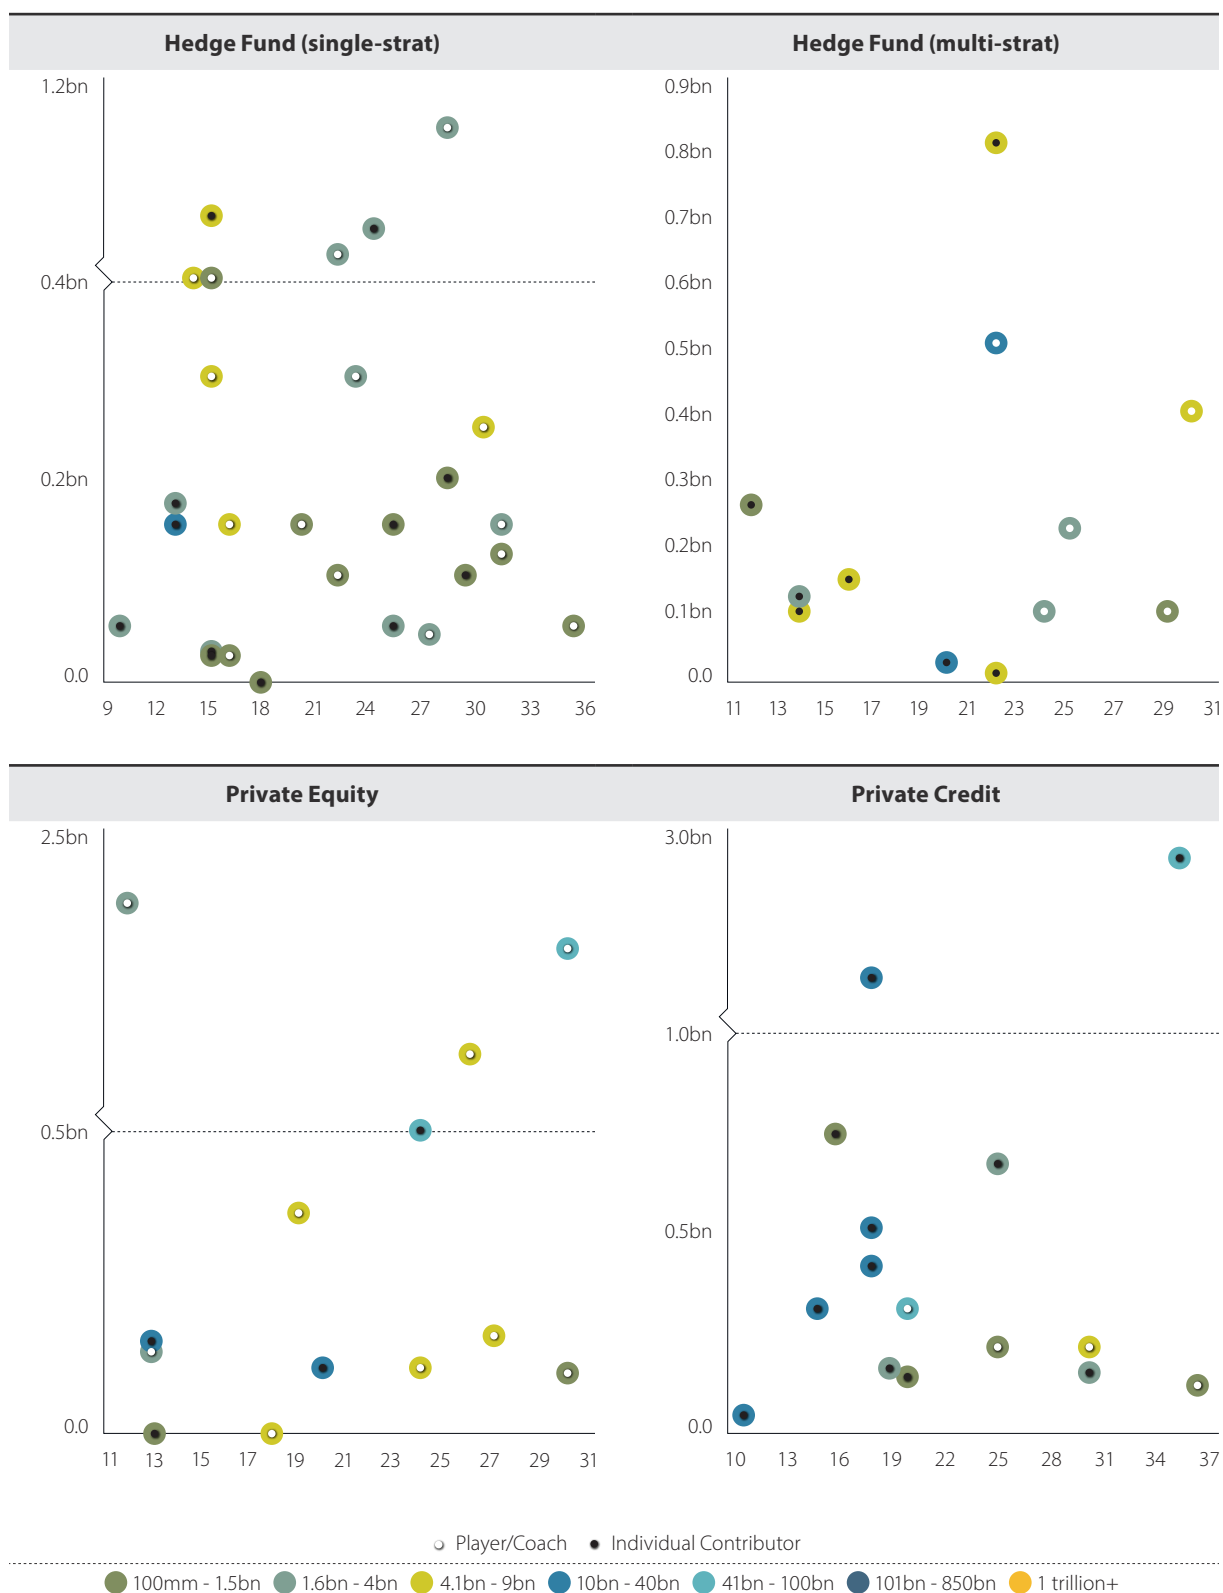 Hedge Fund (single-strat)
1.2bn
0.4bn
0.2bn
0.0
9 12 15 18 21 24 27 30 33 36
Hedge Fund (multi-strat)
0.9bn
0.8bn
0.7bn
0.6bn
0.5bn
0.4bn
0.3bn
0.2bn
0.1bn
0.0
11 13 15 17 19 21 23 25 27 29 31
Private Equity
2.5bn
0.5bn
0.0
11 13 15 17 19 21 23 25 27 29 31
Private Credit
3.0bn
1.0bn
0.5bn
0.0
10 13 16 19 22 25 28 31 34 37
Player/Coach Individual Contributor
100mm - 1.5bn 1.6bn - 4bn 4.1bn - 9bn 10bn - 40bn 41bn - 100bn 101bn - 850bn 1 trillion+